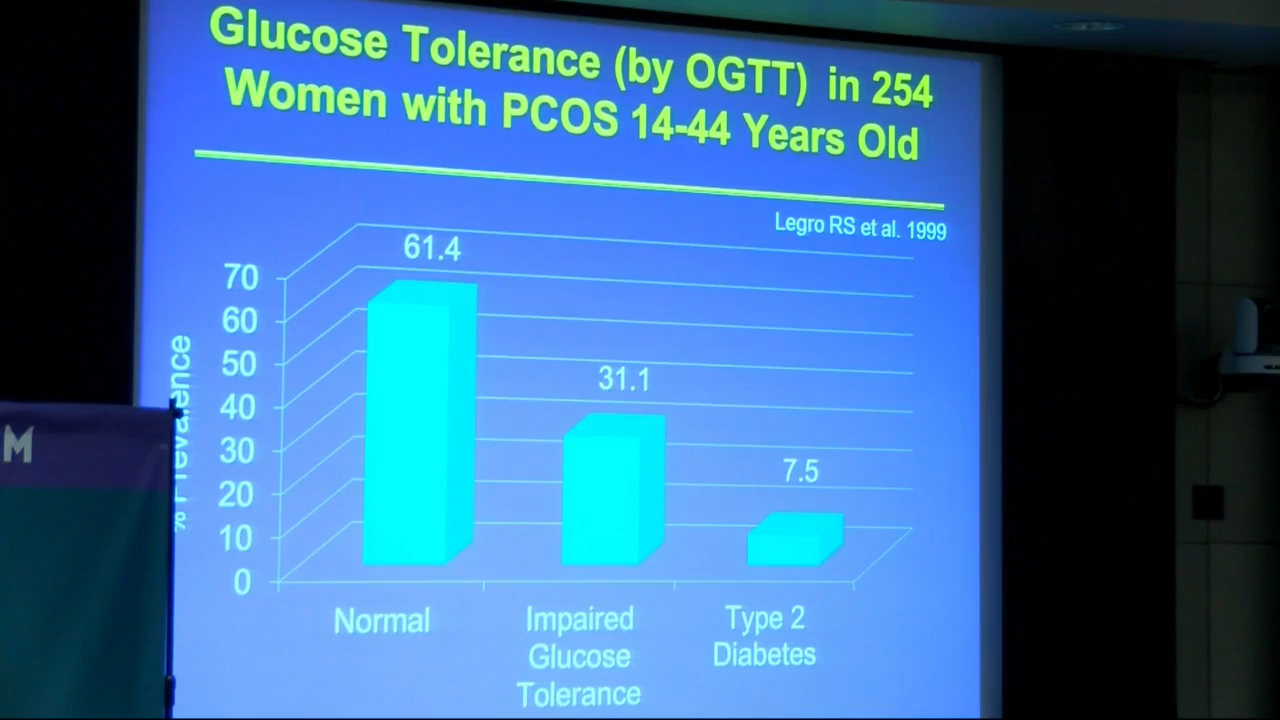 Glucose Tolerance (by OGTT) in 254
Women with PCOS 14-44 Years Old
Legro RS et al. 1999
% Prevalence
70
60
50
40
30
20
10
0
61.4
31.1
7.5
Normal
Impaired
Glucose
Tolerance
Type 2
Diabetes
M